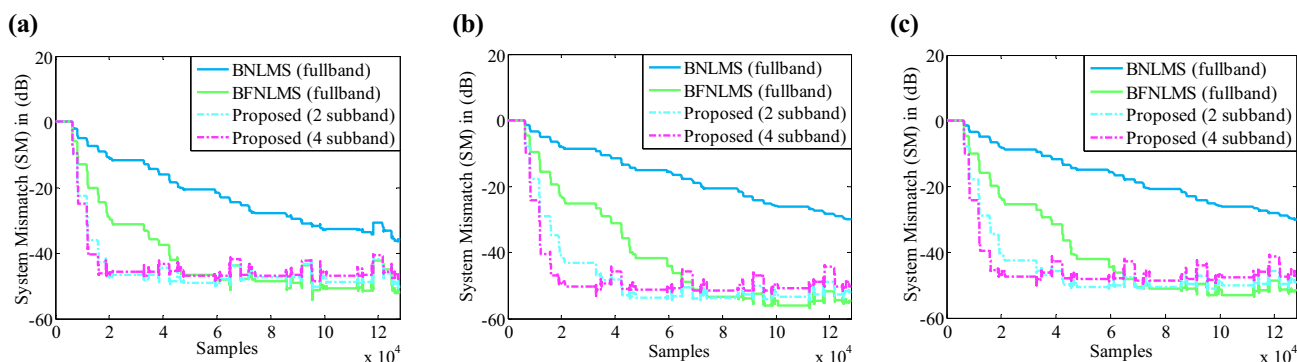 (a)
20
0
-20
-40
-60
System Mismatch (SM) in (dB)
BNLMS (fullband)
BFNLMS (fullband)
Proposed (2 subband)
Proposed (4 subband)
0 2 4 6 8 10 12
Samples
x 10^4
(b)
20
0
-20
-40
-60
System Mismatch (SM) in (dB)
BNLMS (fullband)
BFNLMS (fullband)
Proposed (2 subband)
Proposed (4 subband)
0 2 4 6 8 10 12
Samples
x 10^4
(c)
20
0
-20
-40
-60
System Mismatch (SM) in (dB)
BNLMS (fullband)
BFNLMS (fullband)
Proposed (2 subband)
Proposed (4 subband)
0 2 4 6 8 10 12
Samples
x 10^4